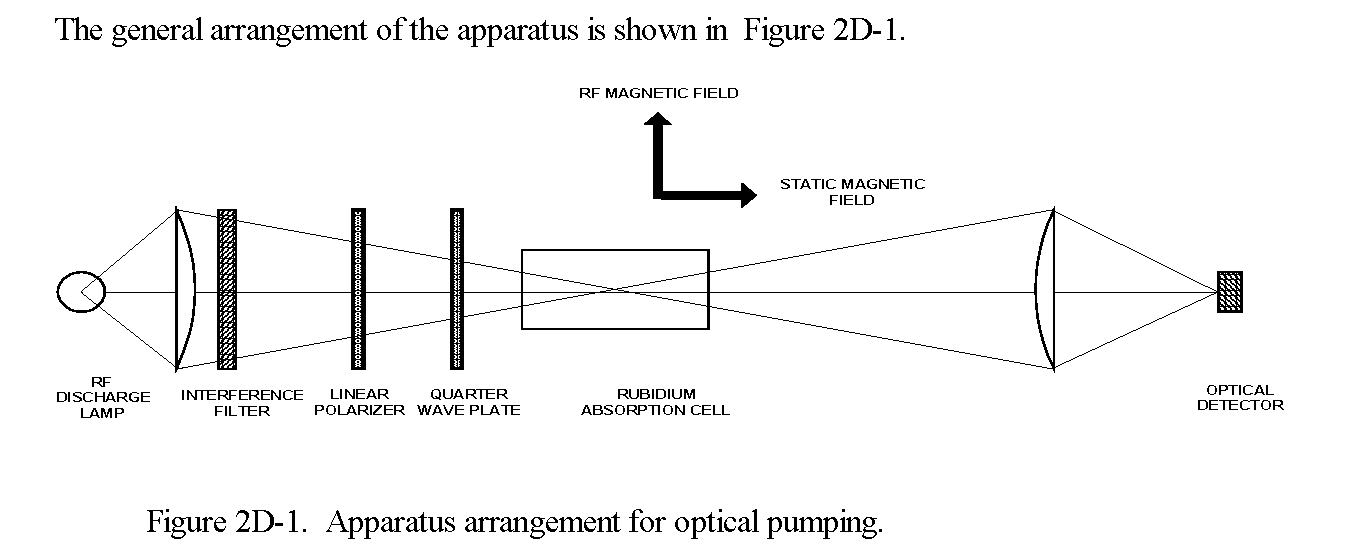 The general arrangement of the apparatus is shown in Figure 2D-1.
RF MAGNETIC FIELD
STATIC MAGNETIC
FIELD
RF
DISCHARGE
LAMP
INTERFERENCE
FILTER
LINEAR
POLARIZER
QUARTER
WAVE PLATE
RUBIDIUM
ABSORPTION CELL
OPTICAL
DETECTOR
Figure 2D-1. Apparatus arrangement for optical pumping.